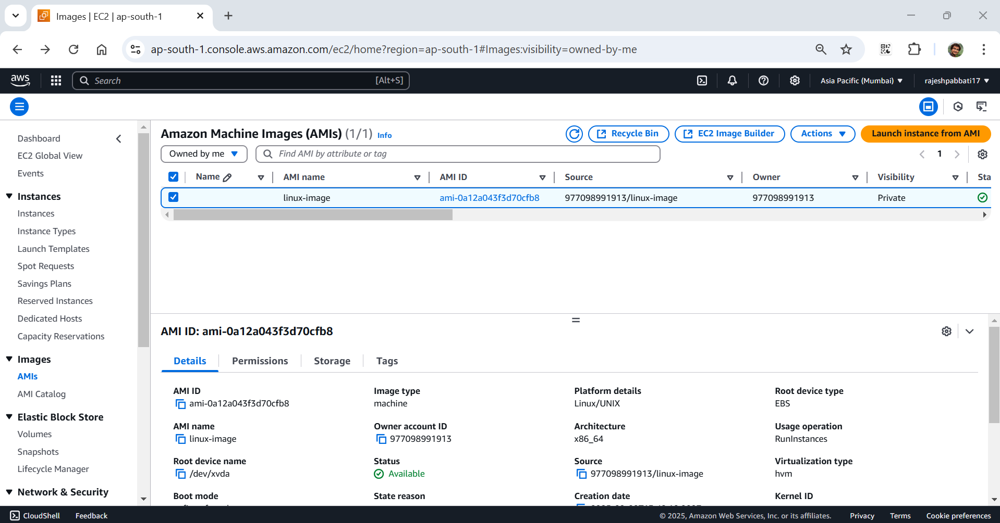 Images | EC2 | ap-south-1
ap-south-1.console.aws.amazon.com/ec2/home?region=ap-south-1#Images:visibility=owned-by-me
aws
Search [Alt+S]
Asia Pacific (Mumbai)
rajeshpabbati17
Dashboard
EC2 Global View
Events
Instances
Instances
Instance Types
Launch Templates
Spot Requests
Savings Plans
Reserved Instances
Dedicated Hosts
Capacity Reservations
Images
AMIs
AMI Catalog
Elastic Block Store
Volumes
Snapshots
Lifecycle Manager
Network & Security
Amazon Machine Images (AMIs) (1/1) Info
Recycle Bin
EC2 Image Builder
Actions
Launch instance from AMI
Owned by me
Find AMI by attribute or tag
1
Name AMI name AMI ID Source Owner Visibility Sta
linux-image ami-0a12a043f3d70cfb8 977098991913/linux-image 977098991913 Private
AMI ID: ami-0a12a043f3d70cfb8
Details Permissions Storage Tags
AMI ID Image type Platform details Root device type
ami-0a12a043f3d70cfb8 machine Linux/UNIX EBS
AMI name Owner account ID Architecture Usage operation
linux-image 977098991913 x86_64 RunInstances
Root device name Status Source Virtualization type
/dev/xvda Available 977098991913/linux-image hvm
Boot mode State reason Creation date Kernel ID
CloudShell Feedback © 2025, Amazon Web Services, Inc. or its affiliates. Privacy Terms Cookie preferences